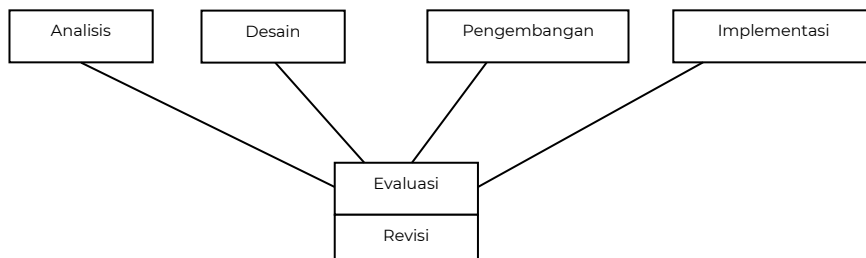 Analisis
Desain
Pengembangan
Implementasi
Evaluasi
Revisi